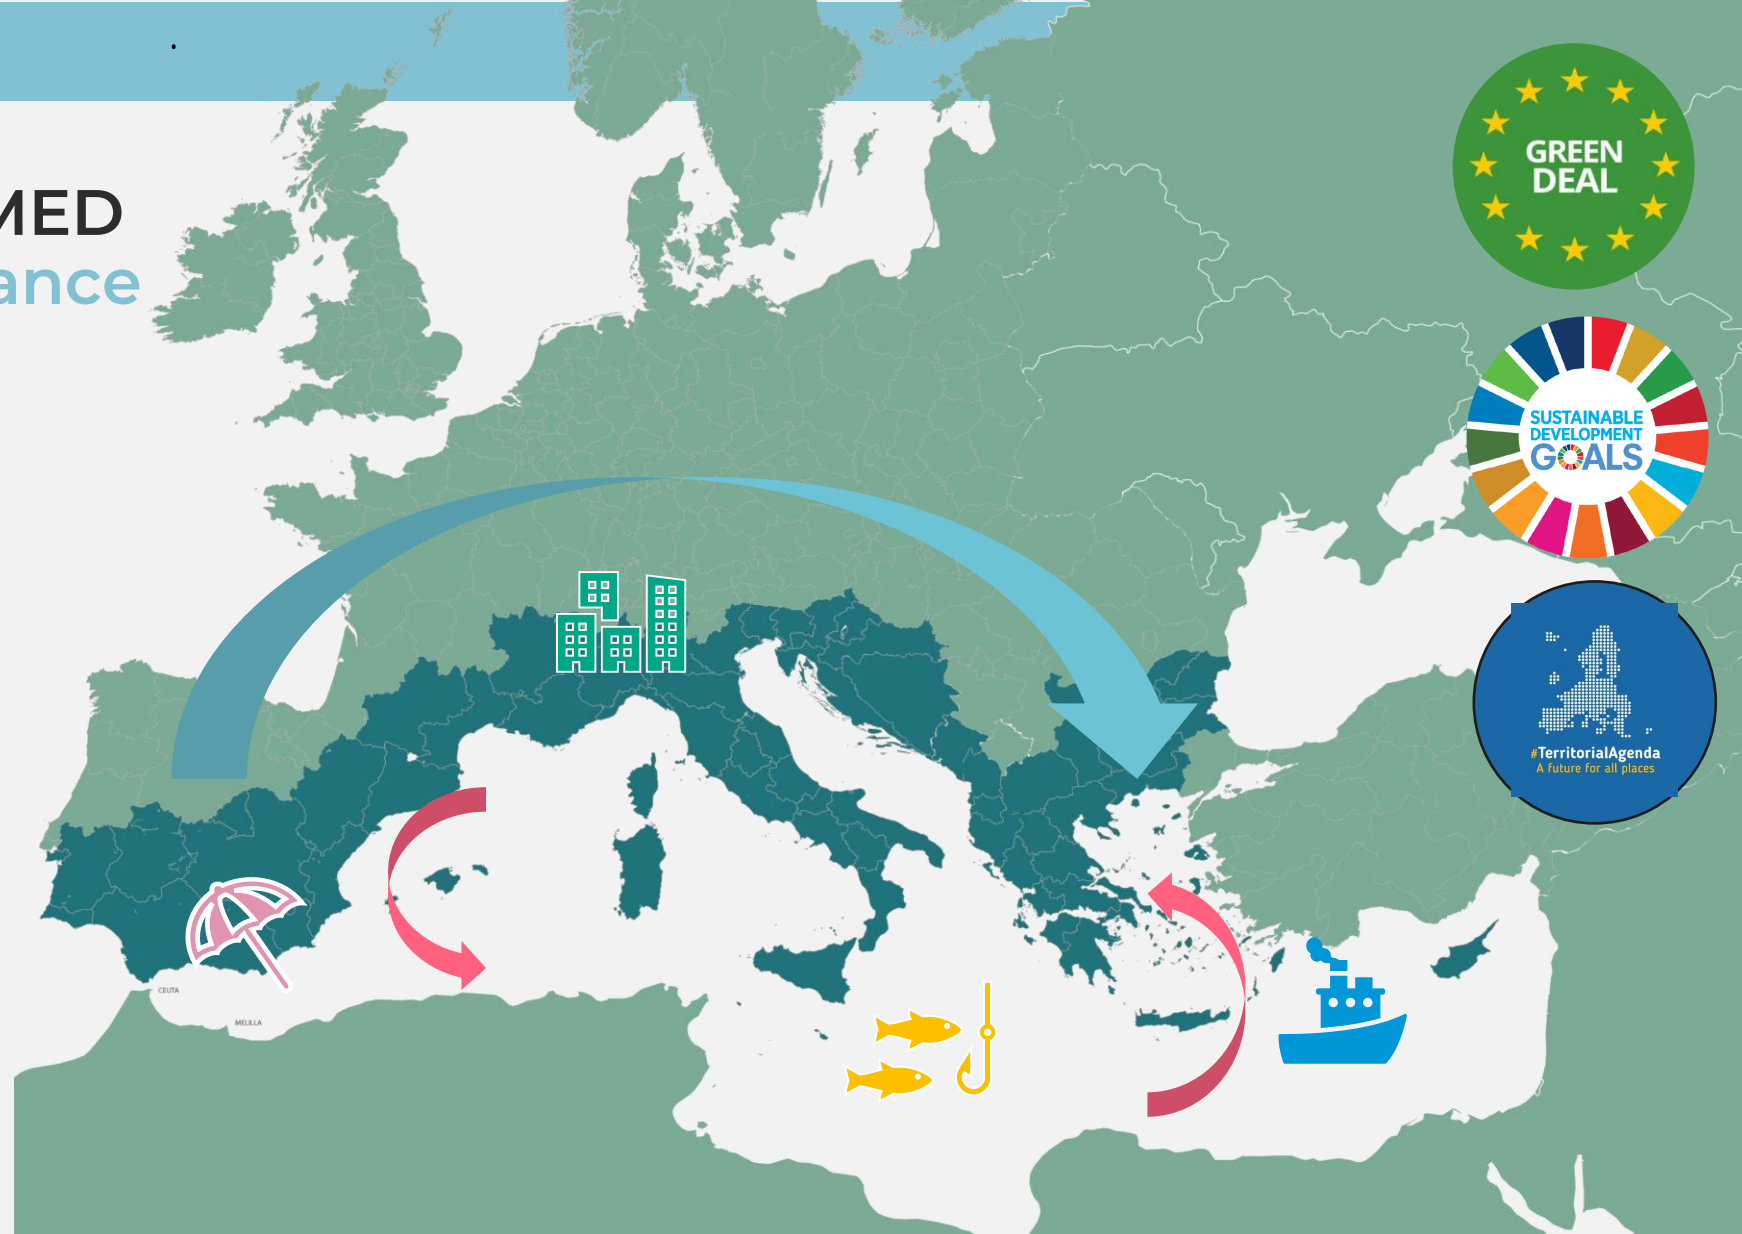 MED
ance
GREEN
DEAL
SUSTAINABLE
DEVELOPMENT
GOALS
#TerritorialAgenda
A future for all places
CEUTA
MELILLA